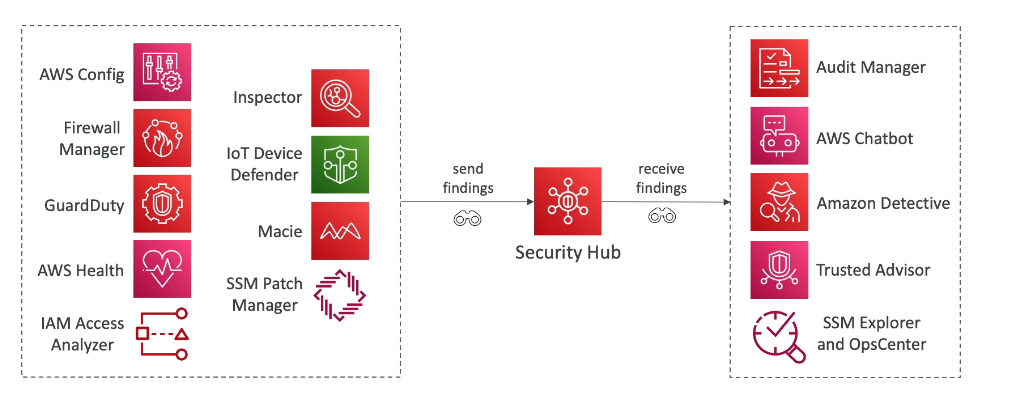 AWS Config
Firewall
Manager
GuardDuty
AWS Health
IAM Access
Analyzer
Inspector
IoT Device
Defender
Macie
SSM Patch
Manager
send
findings
Security Hub
receive
findings
Audit Manager
AWS Chatbot
Amazon Detective
Trusted Advisor
SSM Explorer
and OpsCenter